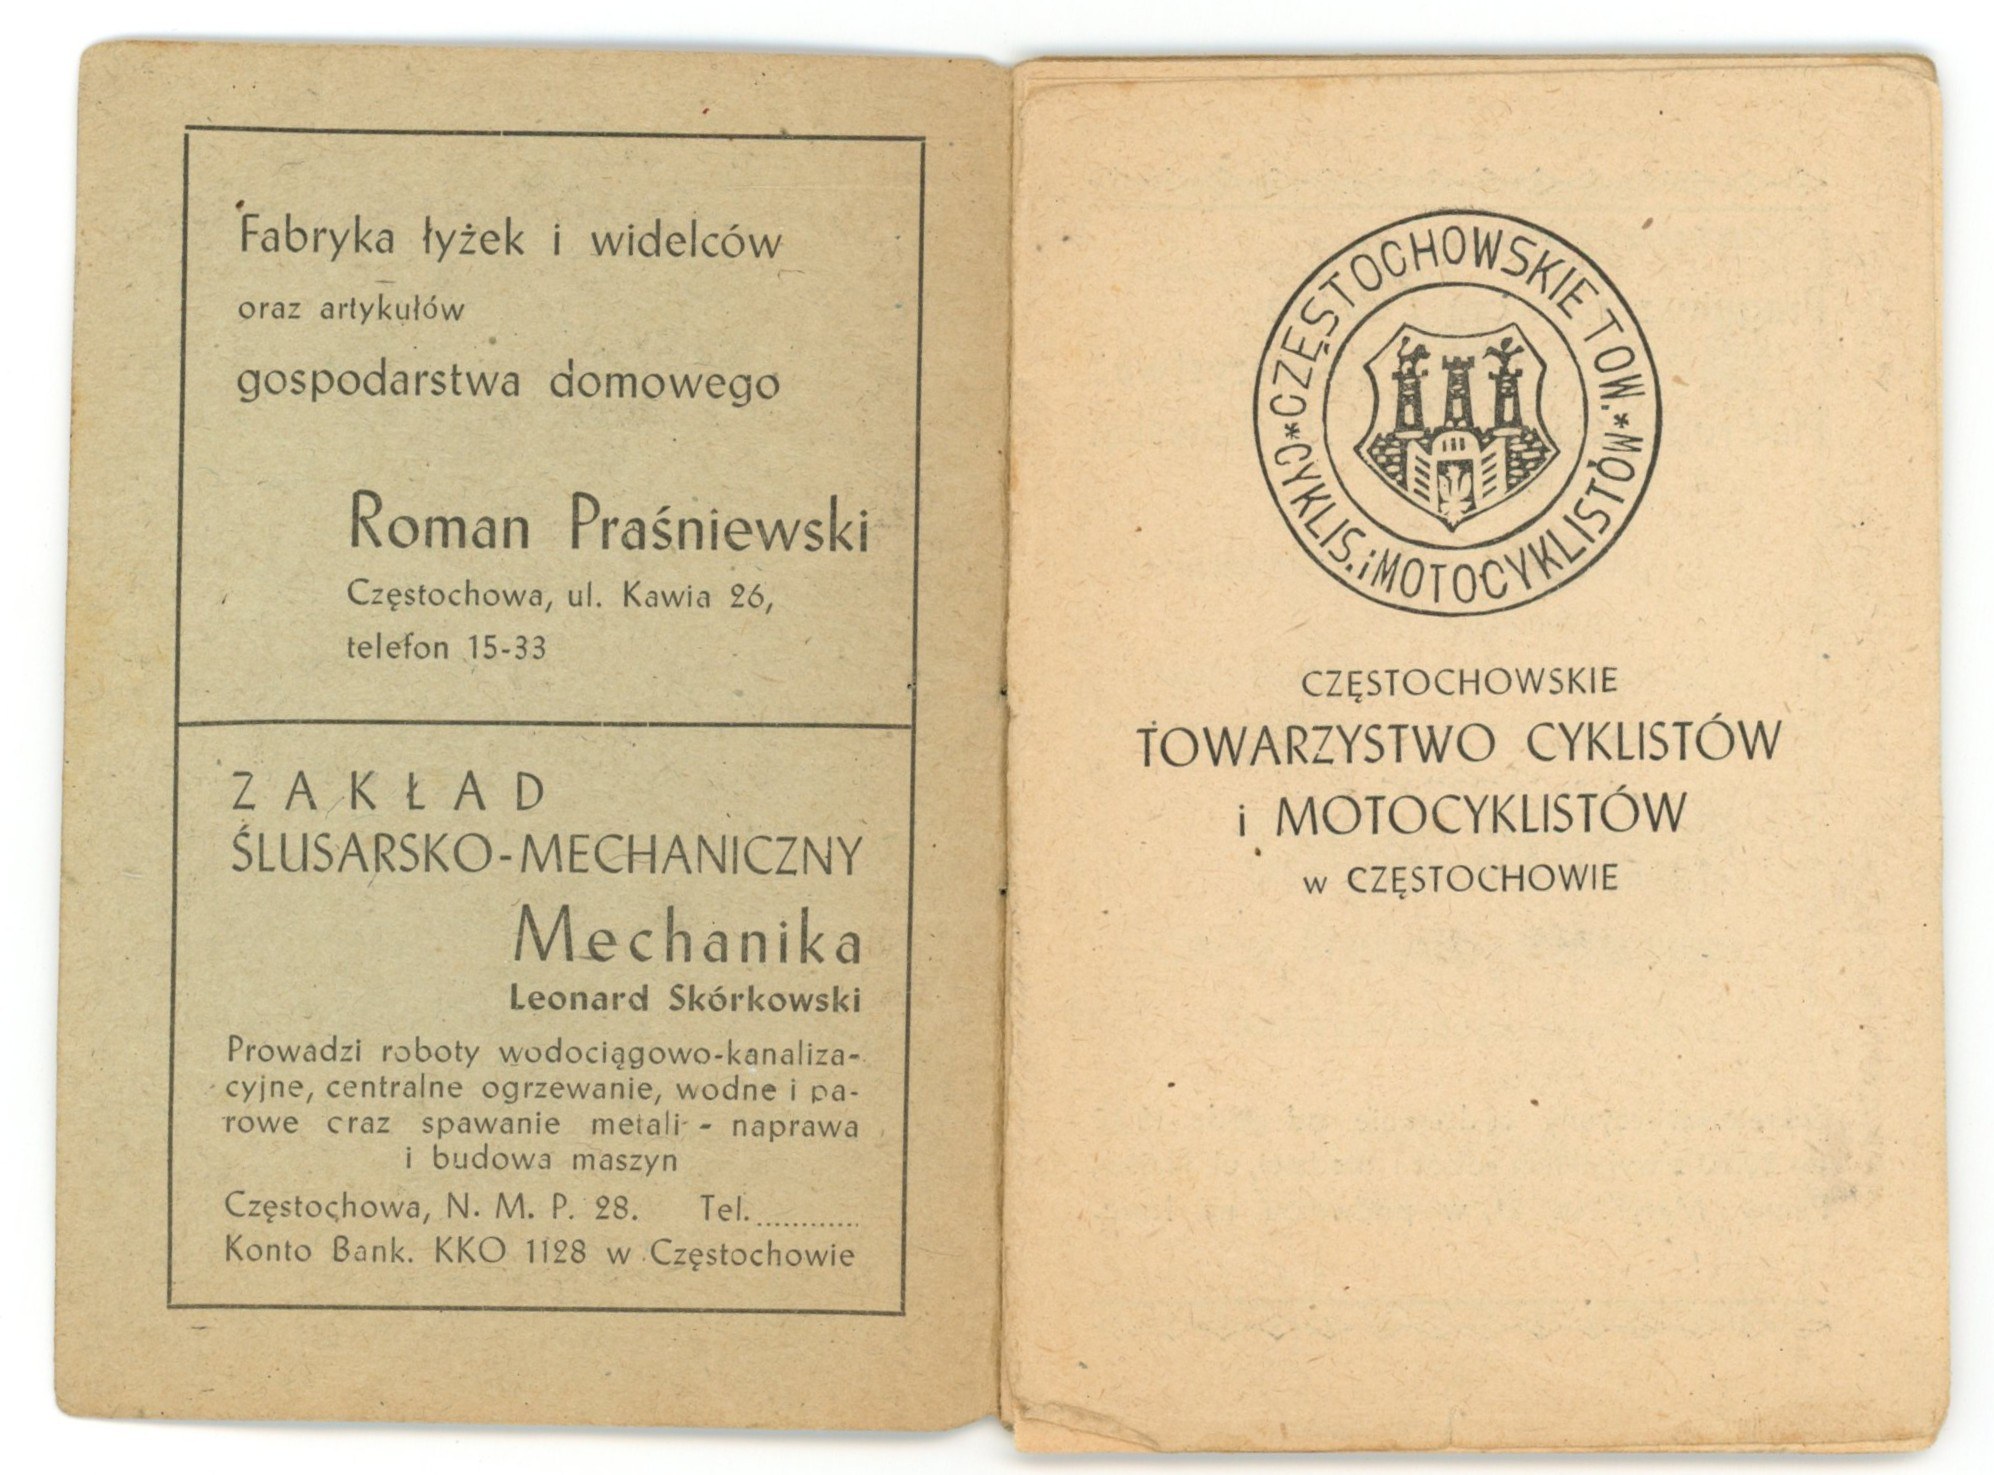 Fabryka łyżek i widelców
oraz artykułów
gospodarstwa domowego
Roman Praśniewski
Częstochowa, ul. Kawia 26,
telefon 15-33
ZAKŁAD
ŚLUSARSKO-MECHANICZNY
Mechanika
Leonard Skórkowski
Prowadzi roboty wodociągowo-kanaliza-
cyjne, centralne ogrzewanie, wodne i pa-
rowe oraz spawanie metali - naprawa
i budowa maszyn
Częstochowa, N. M. P. 28. Tel. ............
Konto Bank. KKO 1128 w Częstochowie
*CZĘSTOCHOWSKIE TOW.*
CYKLIS. i MOTOCYKLISTÓW
CZĘSTOCHOWSKIE
TOWARZYSTWO CYKLISTÓW
i MOTOCYKLISTÓW
w CZĘSTOCHOWIE